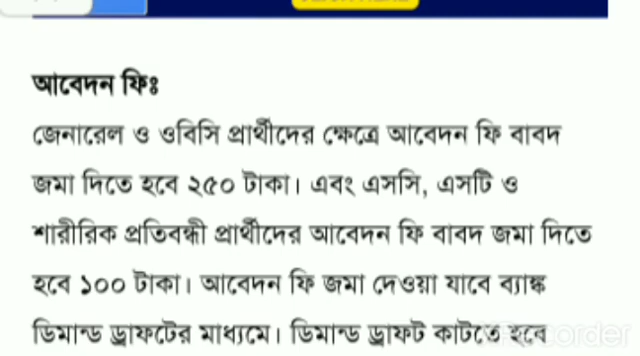 আবেদন ফিঃ
জেনারেল ও ওবিসি প্রার্থীদের ক্ষেত্রে আবেদন ফি বাবদ
জমা দিতে হবে ২৫০ টাকা। এবং এসসি, এসটি ও
শারীরিক প্রতিবন্ধী প্রার্থীদের আবেদন ফি বাবদ জমা দিতে
হবে ১০০ টাকা। আবেদন ফি জমা দেওয়া যাবে ব্যাঙ্ক
ডিমান্ড ড্রাফটের মাধ্যমে। ডিমান্ড ড্রাফট কাটতে হবে